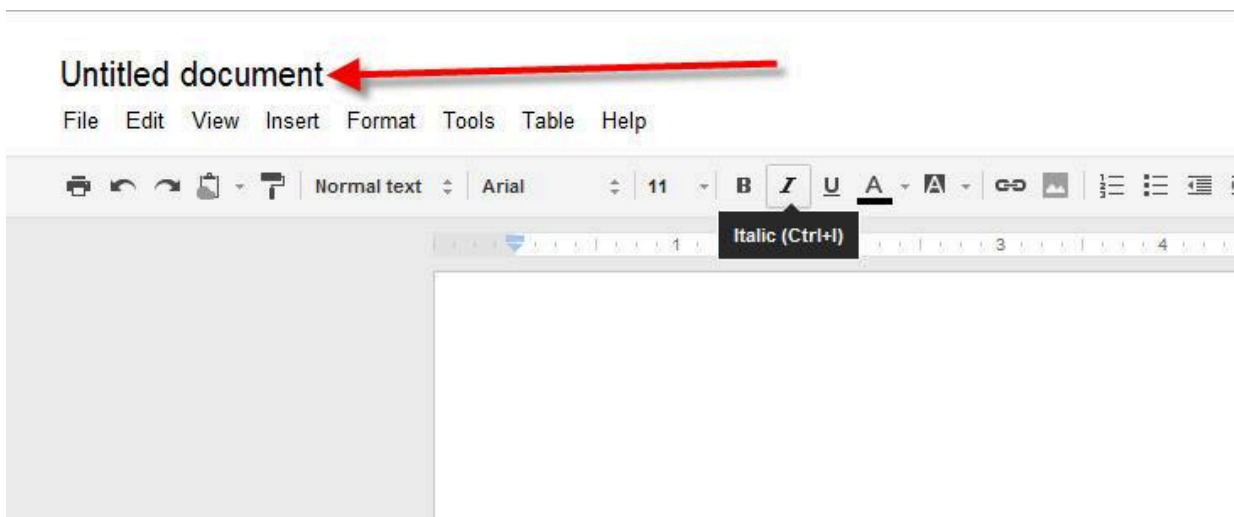 Untitled document
File Edit View Insert Format Tools Table Help
Normal text Arial 11 B I U A A
Italic (Ctrl+I)
1 3 4